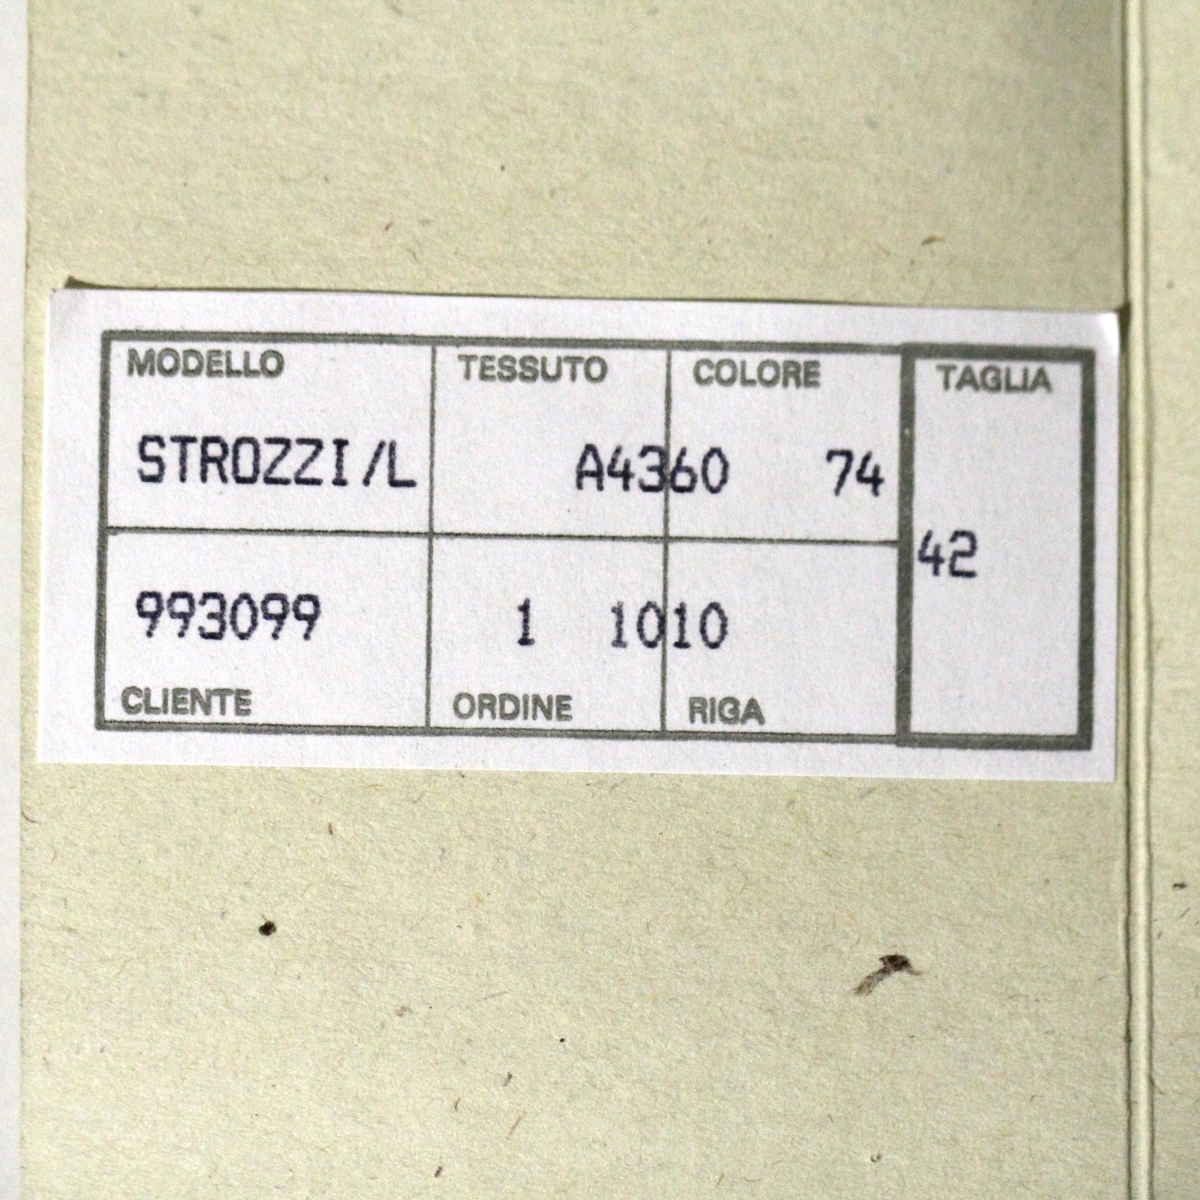 MODELLO TESSUTO COLORE TAGLIA
STROZZI/L A4360 74
42
993099 1 1010
CLIENTE ORDINE RIGA